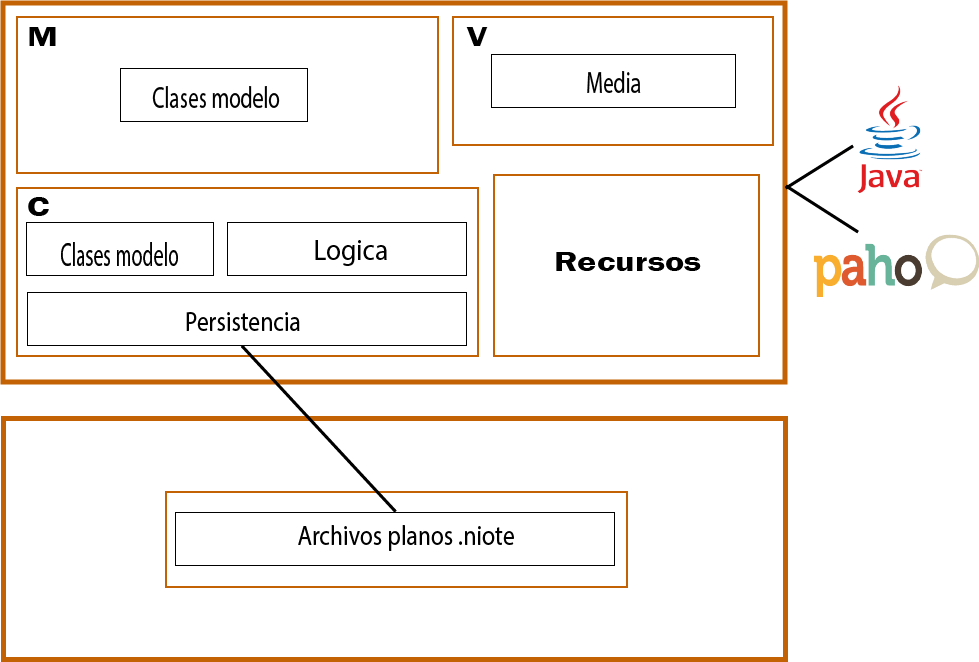 M
Clases modelo
V
Media
C
Clases modelo
Logica
Persistencia
Recursos
Java
paho
Archivos planos .niote